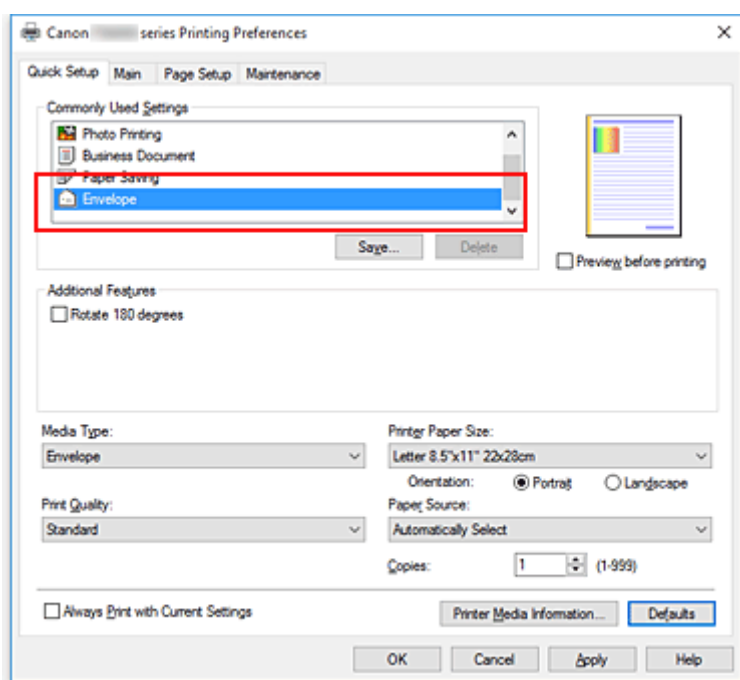 Canon series Printing Preferences
Quick Setup Main Page Setup Maintenance
Commonly Used Settings
Photo Printing
Business Document
Paper Saving
Envelope
Save... Delete
Preview before printing
Additional Features
Rotate 180 degrees
Media Type: Printer Paper Size:
Envelope Letter 8.5"x11" 22x28cm
Orientation: Portrait Landscape
Print Quality: Paper Source:
Standard Automatically Select
Copies: 1 (1-999)
Always Print with Current Settings Printer Media Information... Defaults
OK Cancel Apply Help